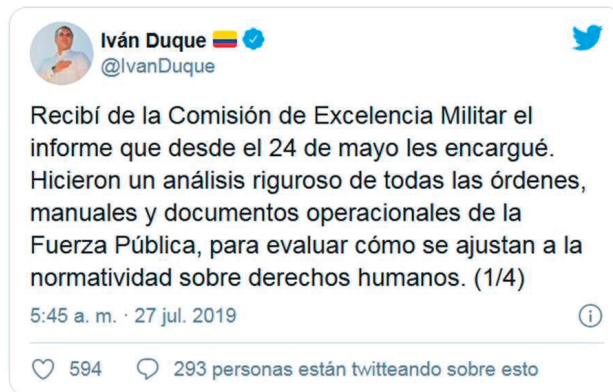 Iván Duque
@IvanDuque
Recibí de la Comisión de Excelencia Militar el
informe que desde el 24 de mayo les encargué.
Hicieron un análisis riguroso de todas las órdenes,
manuales y documentos operacionales de la
Fuerza Pública, para evaluar cómo se ajustan a la
normatividad sobre derechos humanos. (1/4)
5:45 a. m. · 27 jul. 2019
594 293 personas están twitteando sobre esto